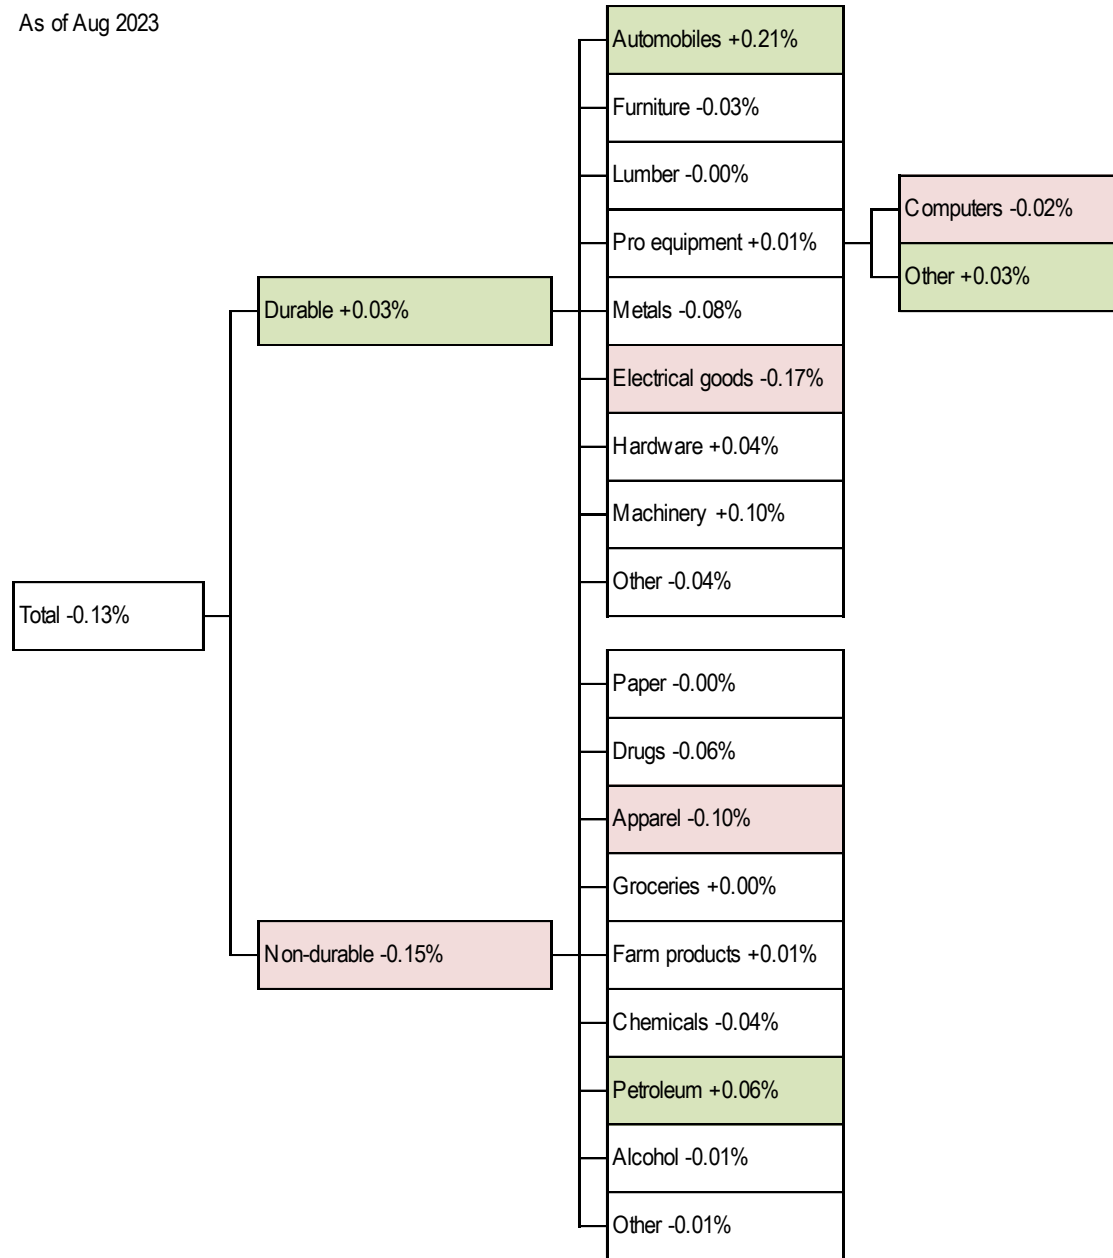 As of Aug 2023
Automobiles +0.21%
Furniture -0.03%
Lumber -0.00%
Pro equipment +0.01%
Computers -0.02%
Other +0.03%
Durable +0.03%
Metals -0.08%
Electrical goods -0.17%
Hardware +0.04%
Machinery +0.10%
Other -0.04%
Total -0.13%
Paper -0.00%
Drugs -0.06%
Apparel -0.10%
Groceries +0.00%
Non-durable -0.15%
Farm products +0.01%
Chemicals -0.04%
Petroleum +0.06%
Alcohol -0.01%
Other -0.01%